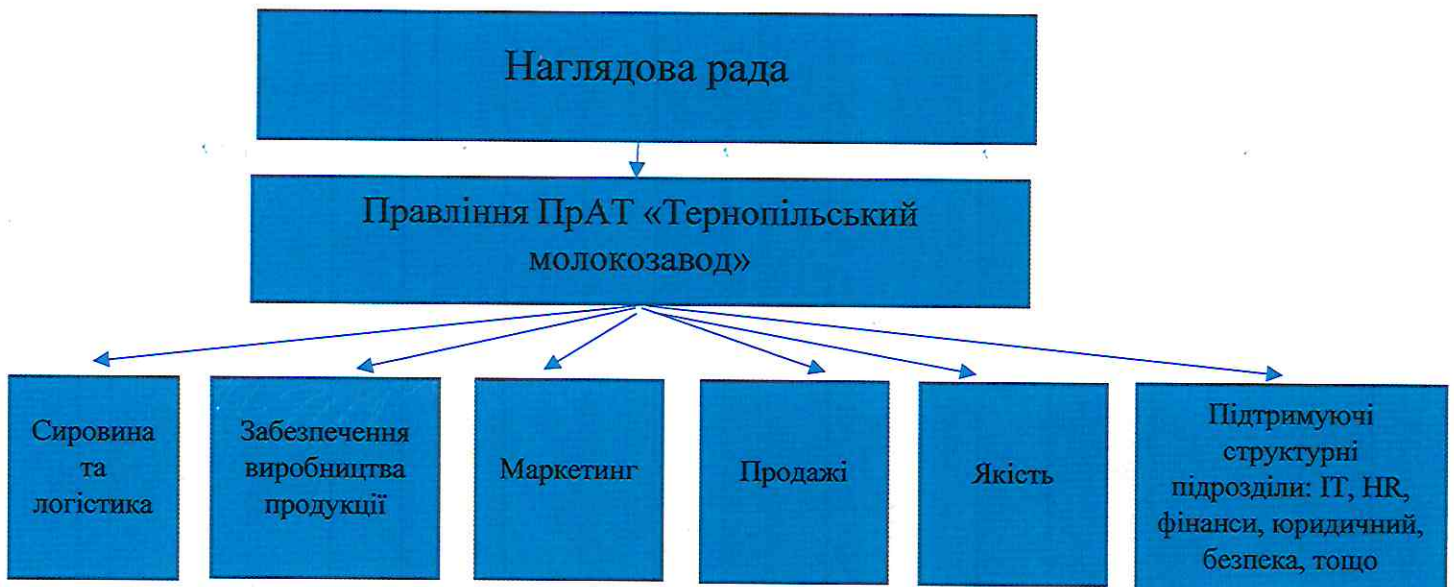 Наглядова рада
Правління ПрАТ «Тернопільський
молокозавод»
Сировина
та
логістика
Забезпечення
виробництва
продукції
Маркетинг
Продажі
Якість
Підтримуючі
структурні
підрозділи: IT, HR,
фінанси, юридичний,
безпека, тощо